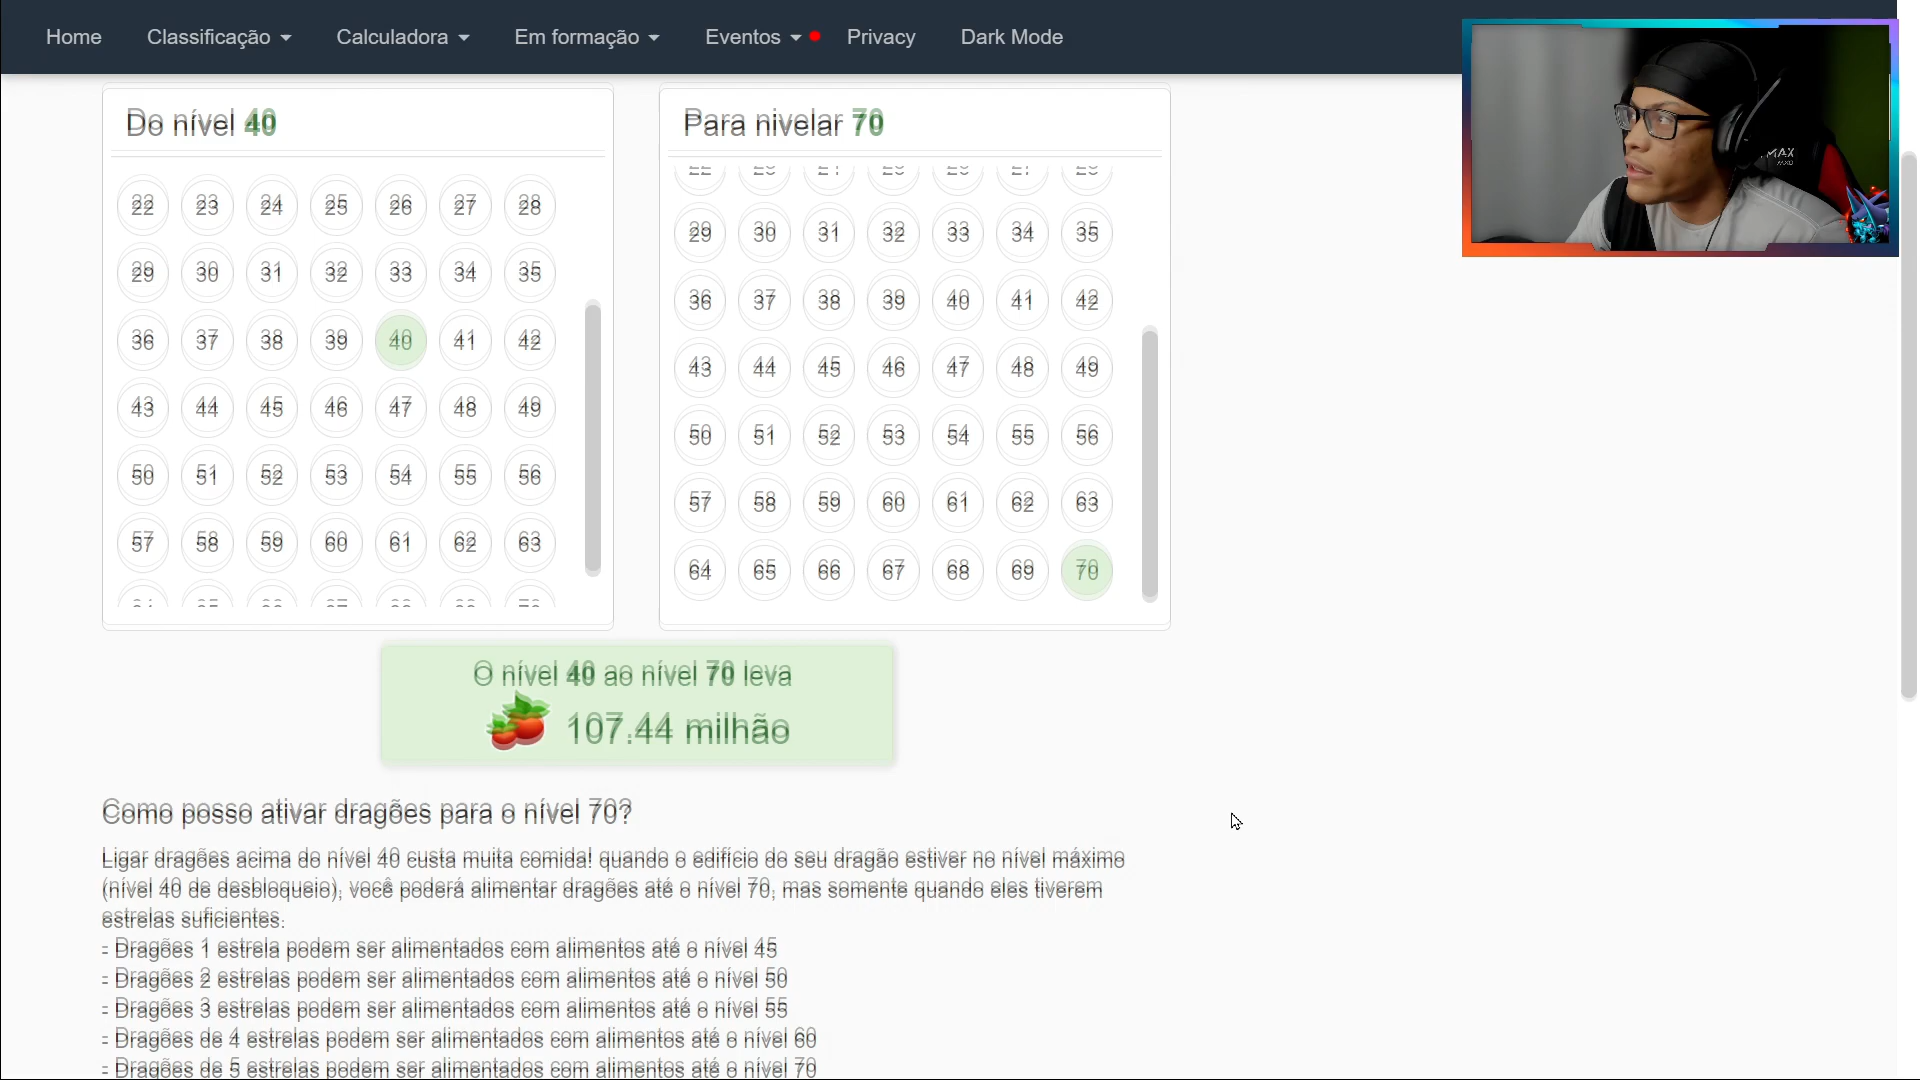 Home Classificação Calculadora Em formação Eventos Privacy Dark Mode
Do nível 40
22 23 24 25 26 27 28
29 30 31 32 33 34 35
36 37 38 39 40 41 42
43 44 45 46 47 48 49
50 51 52 53 54 55 56
57 58 59 60 61 62 63
Para nivelar 70
29 30 31 32 33 34 35
36 37 38 39 40 41 42
43 44 45 46 47 48 49
50 51 52 53 54 55 56
57 58 59 60 61 62 63
64 65 66 67 68 69 70
O nível 40 ao nível 70 leva
107.44 milhão
Como posso ativar dragões para o nível 70?
Ligar dragões acima do nível 40 custa muita comida! quando o edifício do seu dragão estiver no nível máximo
(nível 40 de desbloqueio), você poderá alimentar dragões até o nível 70, mas somente quando eles tiverem
estrelas suficientes.
- Dragões 1 estrela podem ser alimentados com alimentos até o nível 45
- Dragões 2 estrelas podem ser alimentados com alimentos até o nível 50
- Dragões 3 estrelas podem ser alimentados com alimentos até o nível 55
- Dragões de 4 estrelas podem ser alimentados com alimentos até o nível 60
- Dragões de 5 estrelas podem ser alimentados com alimentos até o nível 70
MAX